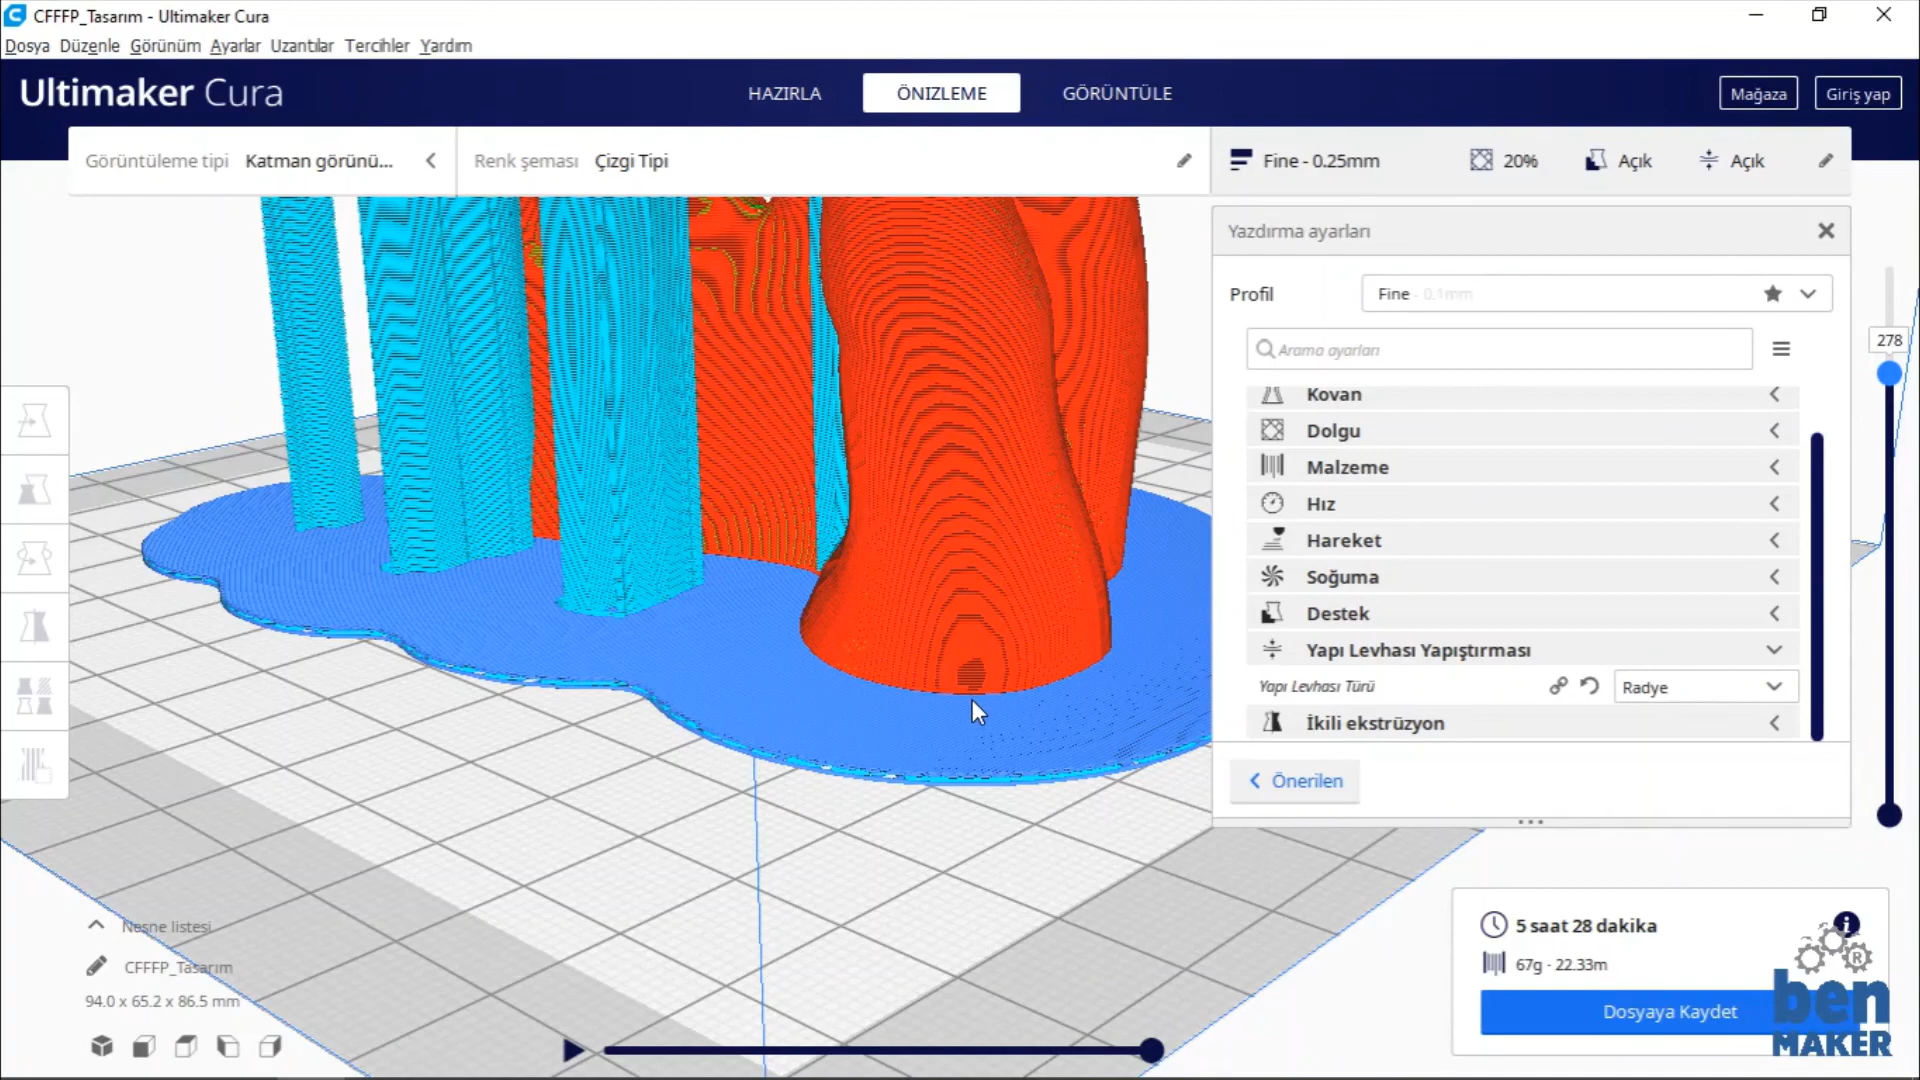 CFFFP_Tasarım - Ultimaker Cura
Dosya Düzenle Görünüm Ayarlar Uzantılar Tercihler Yardım
Ultimaker Cura
HAZIRLA
ÖNIZLEME
GÖRÜNTÜLE
Mağaza
Giriş yap
Görüntüleme tipi Katman görünü...
Renk şeması Çizgi Tipi
Fine - 0.25mm
20%
Açık
Açık
Yazdırma ayarları
Profil
Fine - 0.1mm
Arama ayarları
278
Kovan
Dolgu
Malzeme
Hız
Hareket
Soğuma
Destek
Yapı Levhası Yapıştırması
Yapı Levhası Türü
Radye
İkili ekstrüzyon
Önerilen
Nesne listesi
CFFFP_Tasarım
94.0 x 65.2 x 86.5 mm
5 saat 28 dakika
67g - 22.33m
Dosyaya Kaydet
R
ben
MAKER